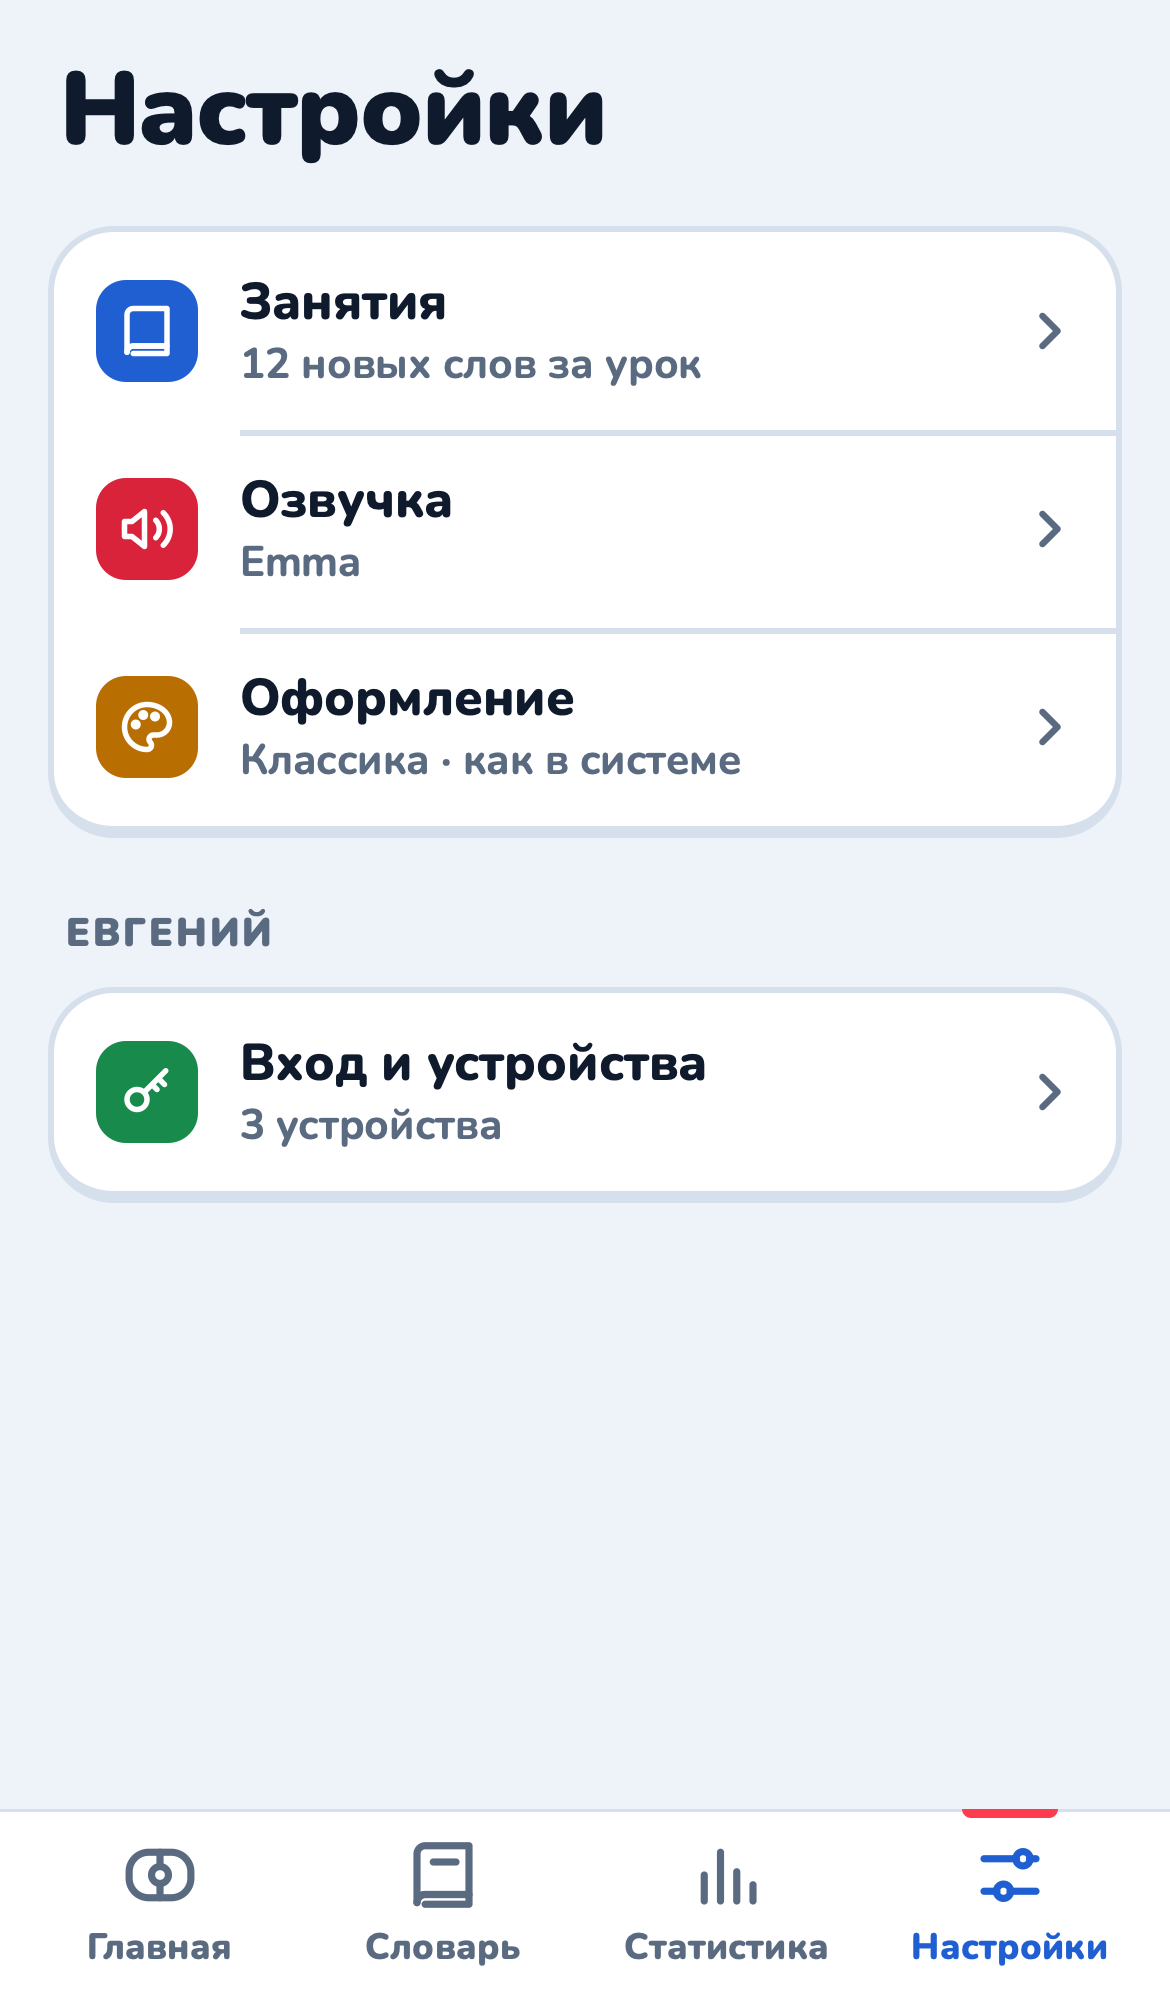 Настройки
Занятия
12 новых слов за урок
Озвучка
Emma
Оформление
Классика · как в системе
ЕВГЕНИЙ
Вход и устройства
3 устройства
Главная
Словарь
Статистика
Настройки